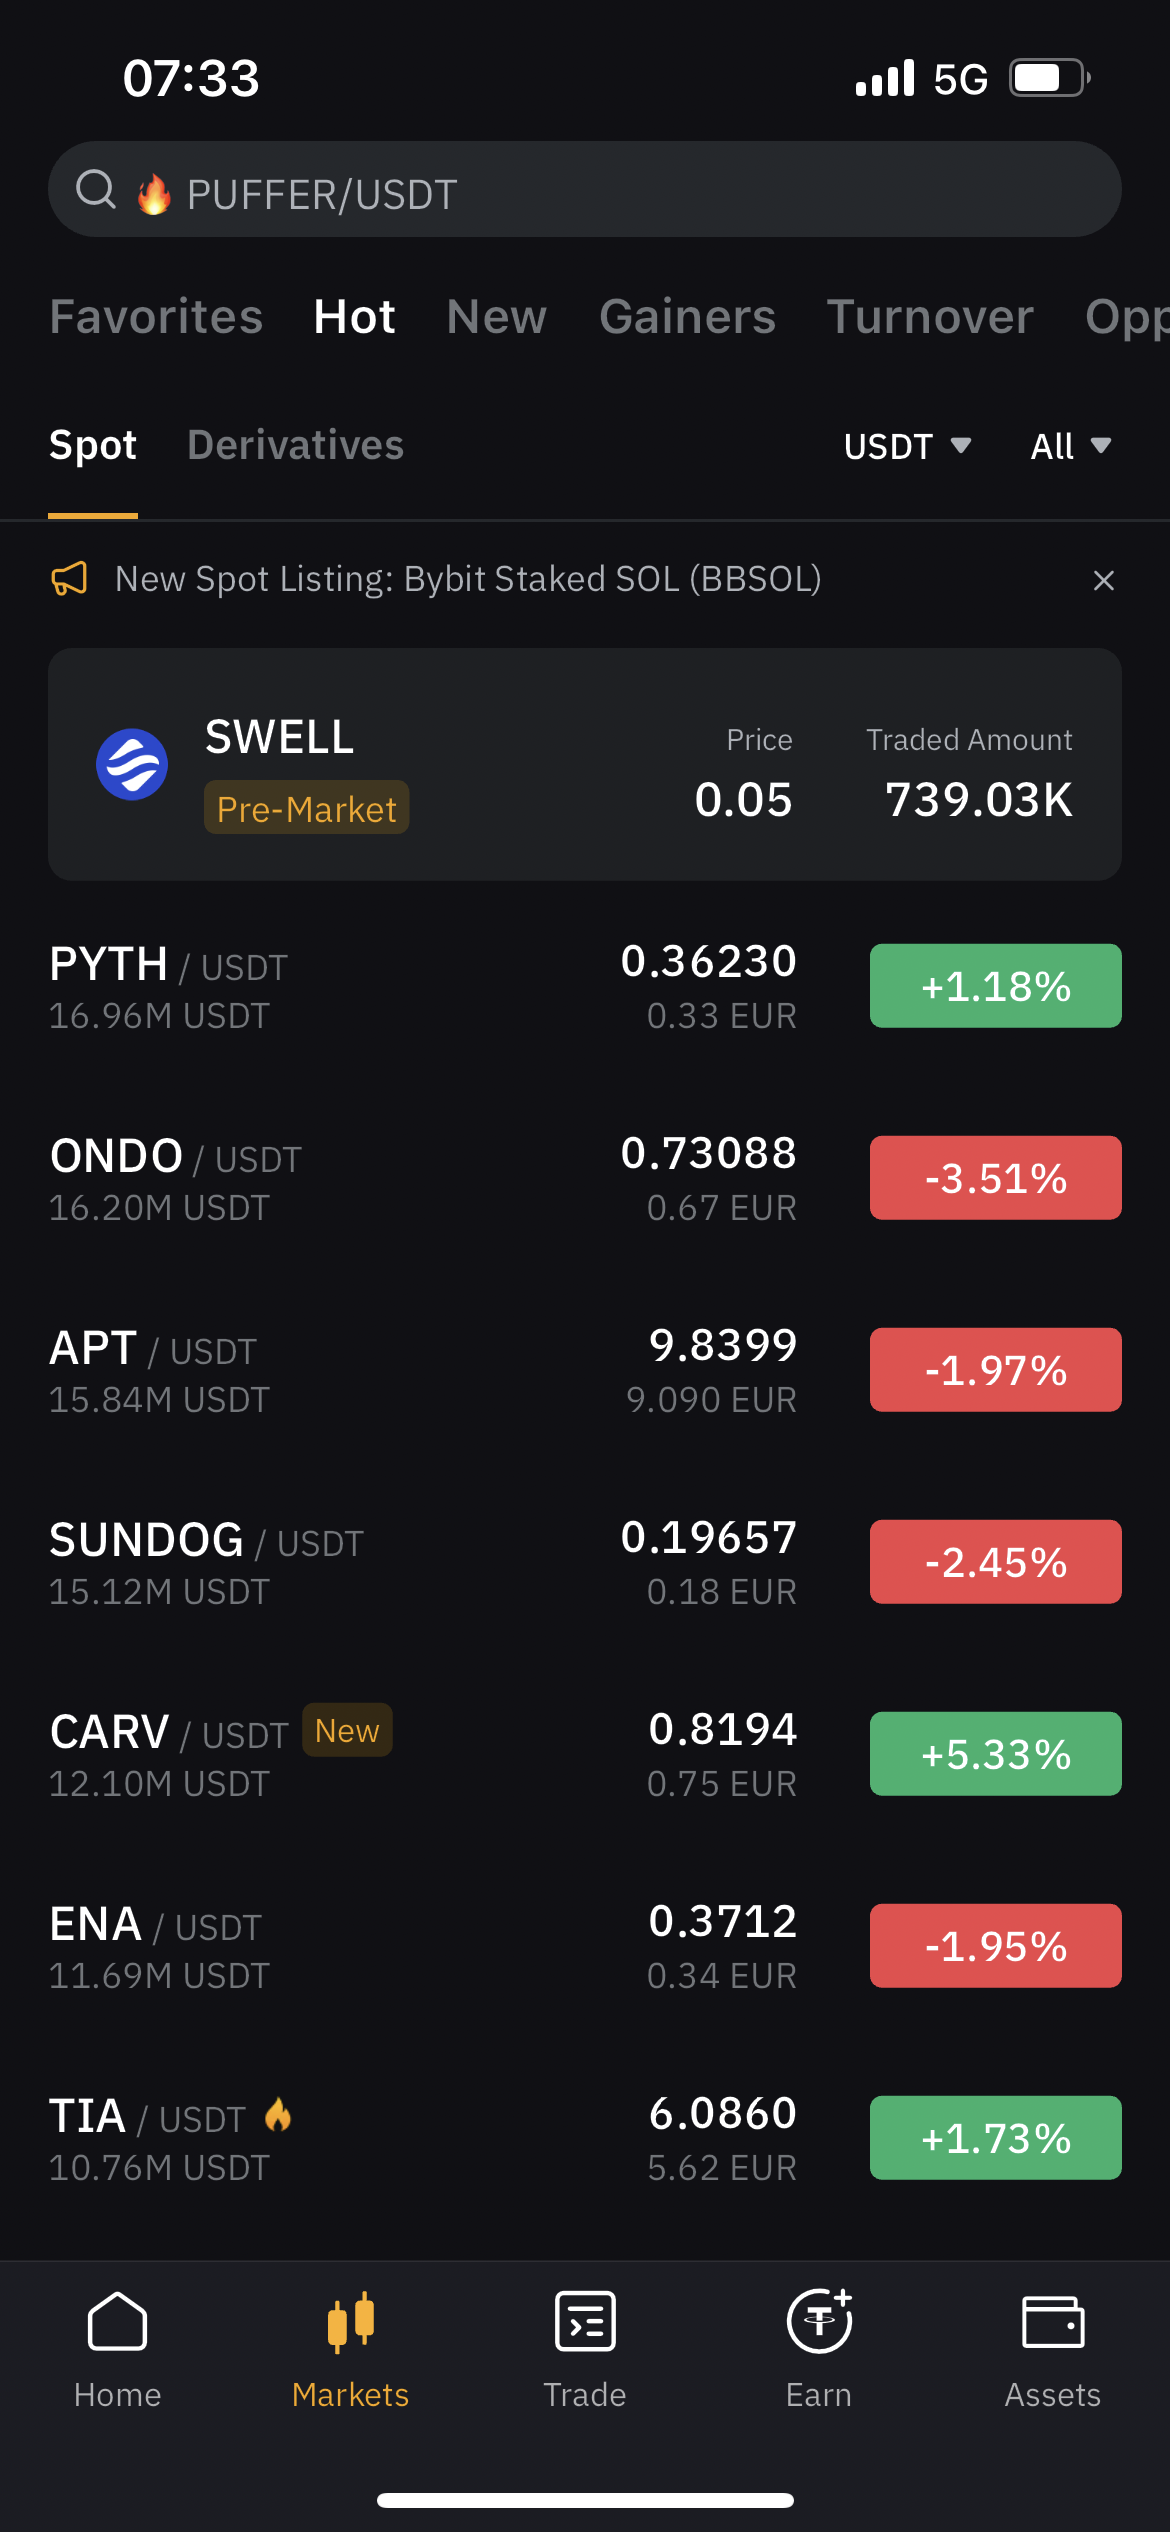 07:33 5G
🔥 PUFFER/USDT
Favorites Hot New Gainers Turnover Opp
Spot Derivatives USDT All
New Spot Listing: Bybit Staked SOL (BBSOL)
SWELL Price Traded Amount
Pre-Market 0.05 739.03K
PYTH / USDT 0.36230 +1.18%
16.96M USDT 0.33 EUR
ONDO / USDT 0.73088 -3.51%
16.20M USDT 0.67 EUR
APT / USDT 9.8399 -1.97%
15.84M USDT 9.090 EUR
SUNDOG / USDT 0.19657 -2.45%
15.12M USDT 0.18 EUR
CARV / USDT New 0.8194 +5.33%
12.10M USDT 0.75 EUR
ENA / USDT 0.3712 -1.95%
11.69M USDT 0.34 EUR
TIA / USDT 🔥 6.0860 +1.73%
10.76M USDT 5.62 EUR
Home Markets Trade Earn Assets